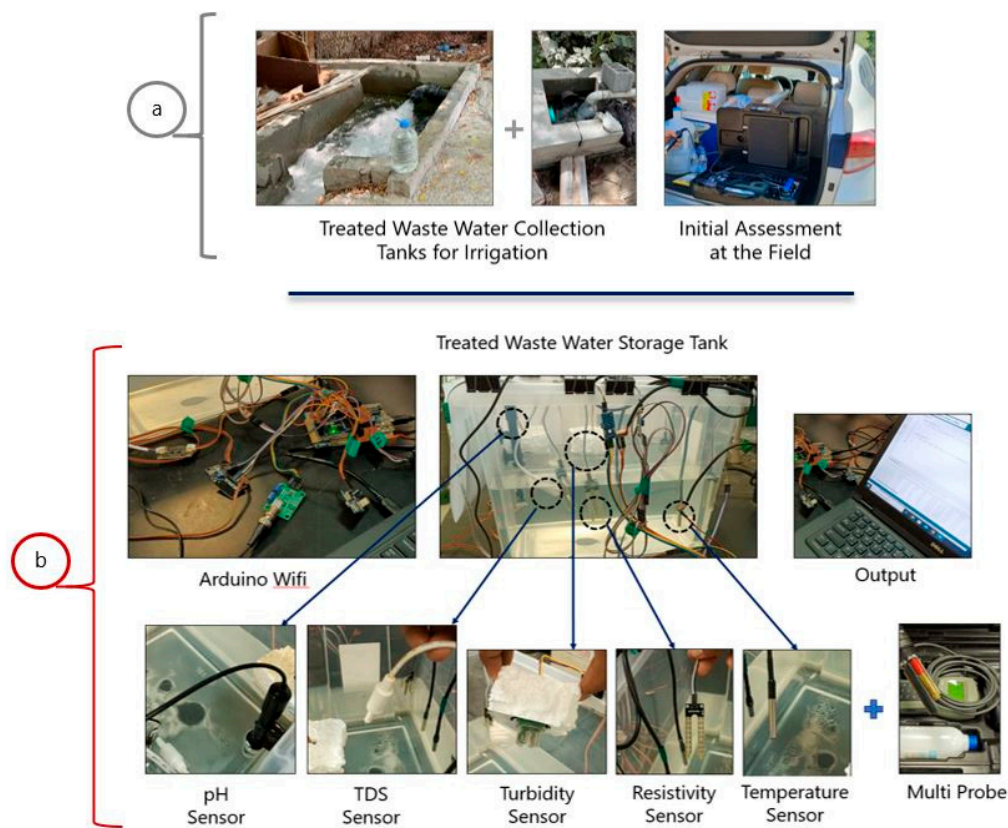 a
Treated Waste Water Collection
Tanks for Irrigation
Initial Assessment
at the Field
Treated Waste Water Storage Tank
b
Arduino Wifi
Output
pH
Sensor
TDS
Sensor
Turbidity
Sensor
Resistivity
Sensor
Temperature
Sensor
Multi Probe